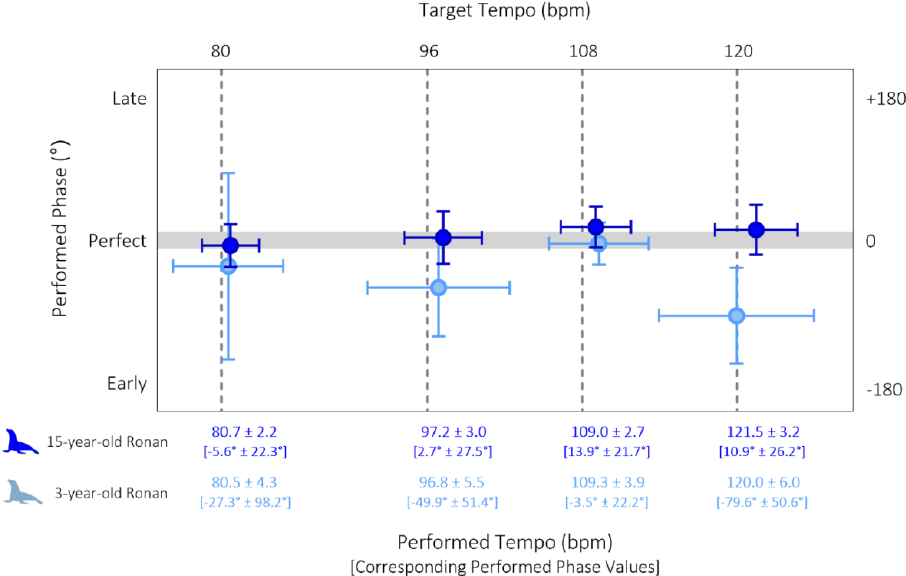 Target Tempo (bpm)
80 96 108 120
Late +180
Performed Phase (°)
Perfect 0
Early -180
15-year-old Ronan 80.7 ± 2.2 97.2 ± 3.0 109.0 ± 2.7 121.5 ± 3.2
[-5.6° ± 22.3°] [2.7° ± 27.5°] [13.9° ± 21.7°] [10.9° ± 26.2°]
3-year-old Ronan 80.5 ± 4.3 96.8 ± 5.5 109.3 ± 3.9 120.0 ± 6.0
[-27.3° ± 98.2°] [-49.9° ± 51.4°] [-3.5° ± 22.2°] [-79.6° ± 50.6°]
Performed Tempo (bpm)
[Corresponding Performed Phase Values]